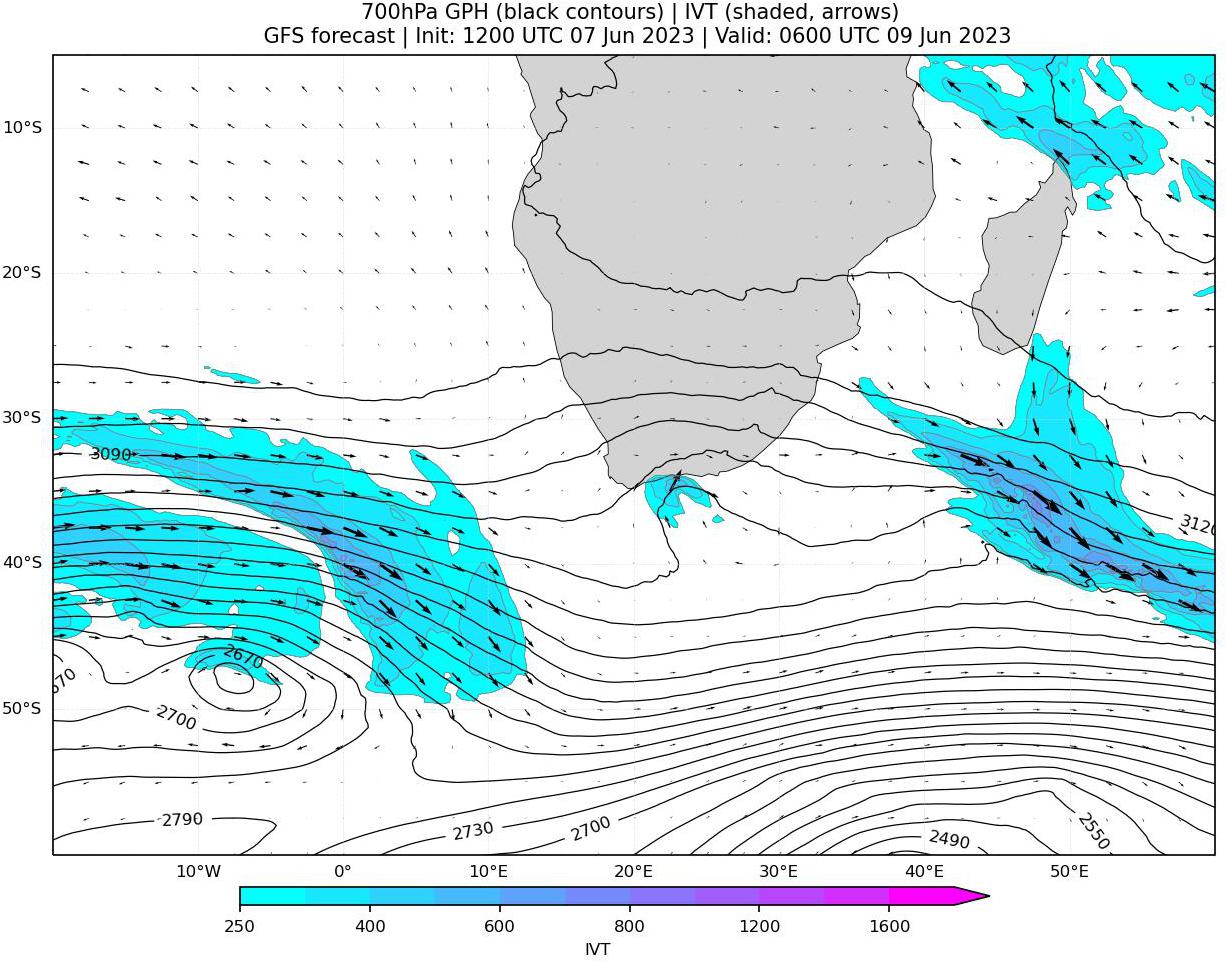 700hPa GPH (black contours) | IVT (shaded, arrows)
GFS forecast | Init: 1200 UTC 07 Jun 2023 | Valid: 0600 UTC 09 Jun 2023
10°S
20°S
30°S
3090
3120
40°S
2670
670
50°S
2700
2790
2730
2700
2490
2550
10°W 0° 10°E 20°E 30°E 40°E 50°E
250 400 600 800 1200 1600
IVT